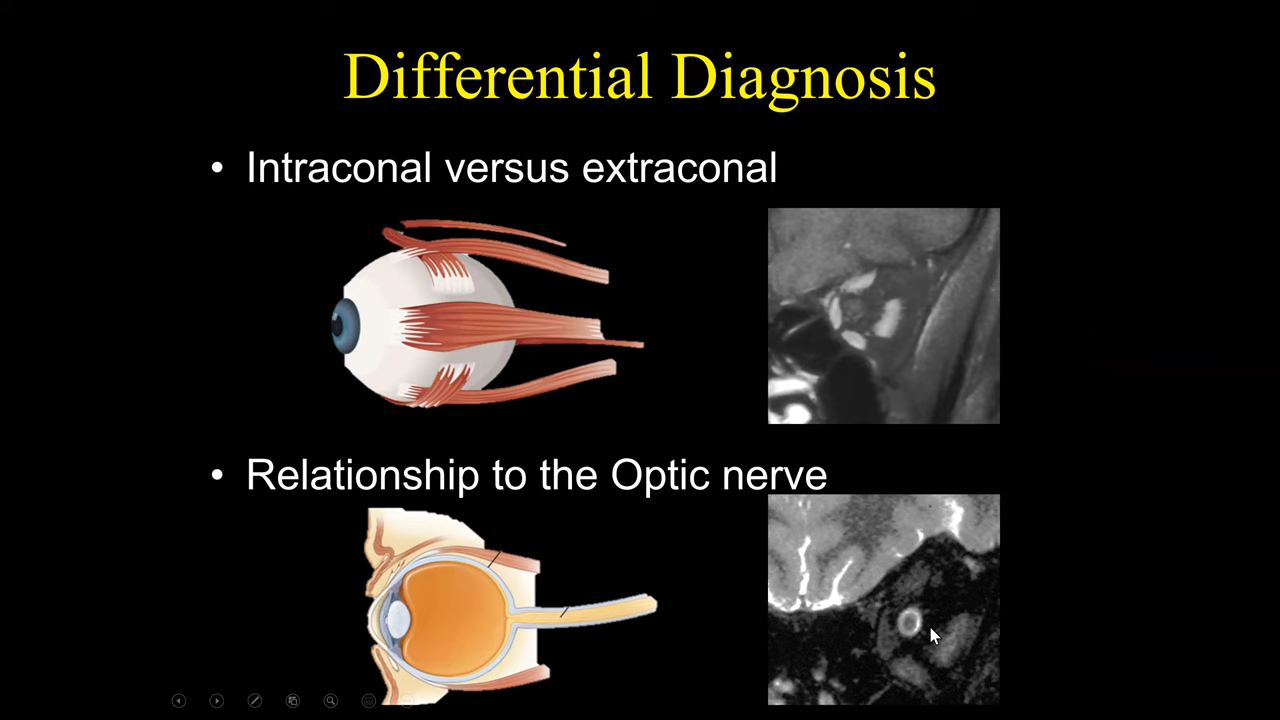 Differential Diagnosis
• Intraconal versus extraconal
• Relationship to the Optic nerve